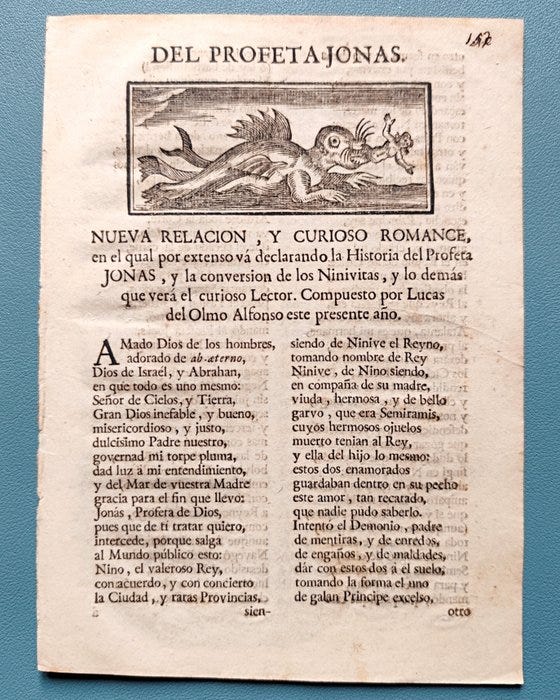 DEL PROFETA JONAS.
NUEVA RELACION, Y CURIOSO ROMANCE,
en el qual por extenso vá declarando la Historia del Profeta
JONAS, y la conversion de los Ninivitas, y lo demás
que verá el curioso Lector. Compuesto por Lucas
del Olmo Alfonso este presente año.
AMado Dios de los hombres,
adorado de ab-æterno,
Dios de Israél, y Abrahan,
en que todo es uno mesmo:
Señor de Cielos, y Tierra,
Gran Dios inefable, y bueno,
misericordioso, y justo,
dulcisimo Padre nuestro,
governad mi torpe pluma,
dad luz á mi entendimiento,
y del Mar de vuestra Madre
gracia para el fin que llevo:
Jonás, Profera de Dios,
pues que de ti tratar quiero,
intercede, porque salga
al Mundo público esto:
Nino, el valeroso Rey,
con acuerdo, y con concierto
la Ciudad, y raras Provincias,
sien-
siendo de Ninive el Reyno,
tomando nombre de Rey
Ninive, de Nino siendo,
en compaña de su madre,
viuda, hermosa, y de bello
garvo, que era Semiramis,
cuyos hermosos ojuelos
muerto tenian al Rey,
y ella del hijo lo mesmo:
estos dos enamorados
guardaban dentro en su pecho
este amor, tan recatado,
que nadie pudo saberlo.
Intentó el Demonio, padre
de mentiras, y de enredos,
de engaños, y de maldades,
dár con estos dos á el suelo,
tomando la forma el uno
de galan Principe excelso,
otro